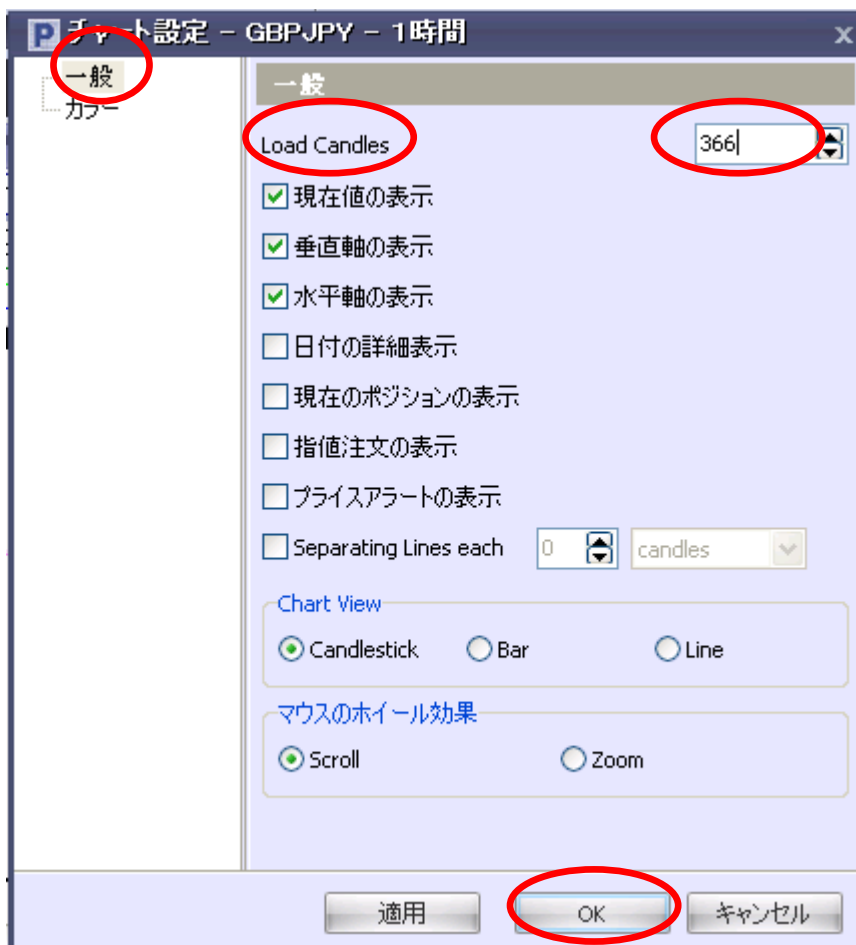 P チャート設定 - GBPJPY - 1時間 x
一般
カラー
一般
Load Candles 366
現在値の表示
垂直軸の表示
水平軸の表示
日付の詳細表示
現在のポジションの表示
指値注文の表示
プライスアラートの表示
Separating Lines each 0 candles
Chart View
Candlestick Bar Line
マウスのホイール効果
Scroll Zoom
適用 OK キャンセル